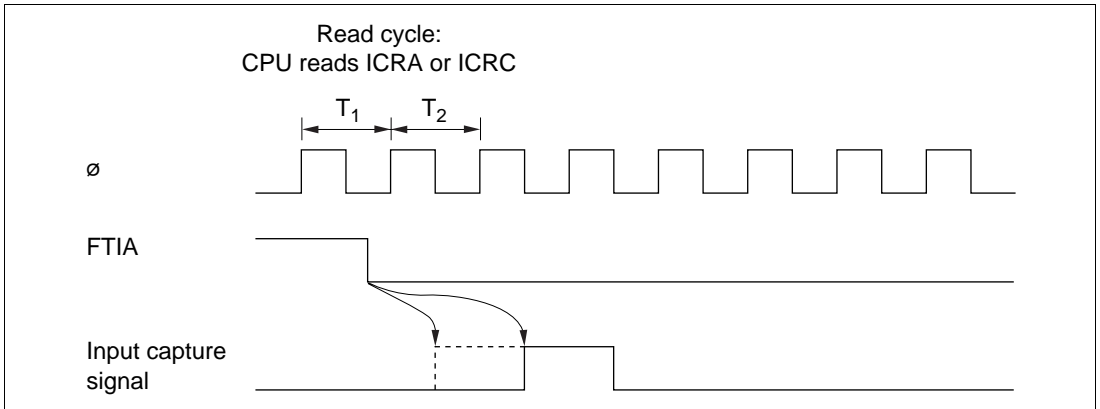 Read cycle:
CPU reads ICRA or ICRC
T1 T2
ø
FTIA
Input capture
signal